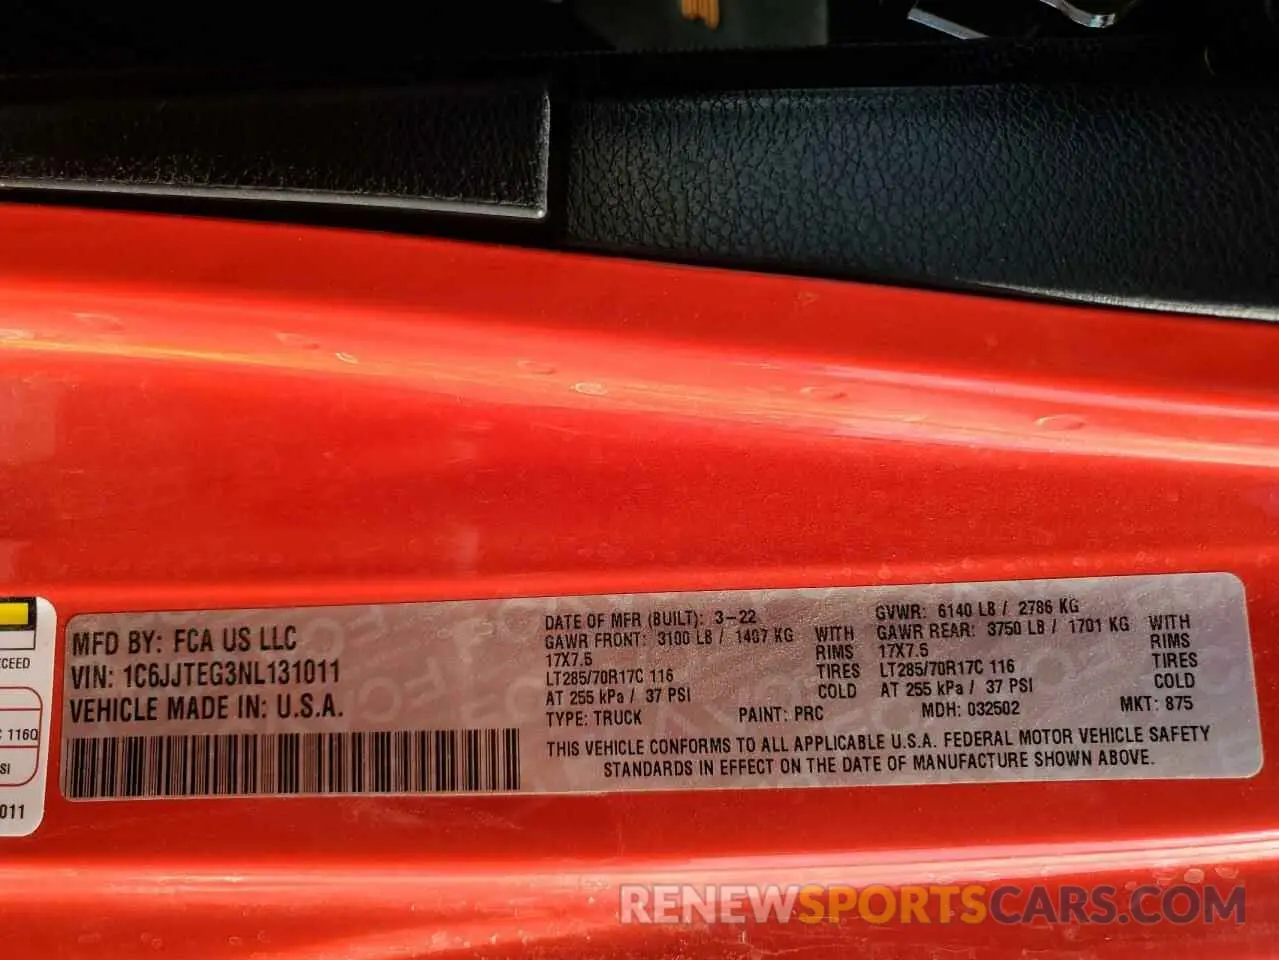 MFD BY: FCA US LLC
VIN: 1C6JJTEG3NL131011
VEHICLE MADE IN: U.S.A.
DATE OF MFR (BUILT): 3-22
GAWR FRONT: 3100 LB / 1407 KG WITH
17X7.5 RIMS
LT285/70R17C 116 TIRES
AT 255 kPa / 37 PSI COLD
GVWR: 6140 LB / 2786 KG
GAWR REAR: 3750 LB / 1701 KG WITH
17X7.5 RIMS
LT285/70R17C 116 TIRES
AT 255 kPa / 37 PSI COLD
TYPE: TRUCK PAINT: PRC MDH: 032502 MKT: 875
THIS VEHICLE CONFORMS TO ALL APPLICABLE U.S.A. FEDERAL MOTOR VEHICLE SAFETY
STANDARDS IN EFFECT ON THE DATE OF MANUFACTURE SHOWN ABOVE.
CEED
C 116Q
SI
011
RENEWSPORTSCARS.COM